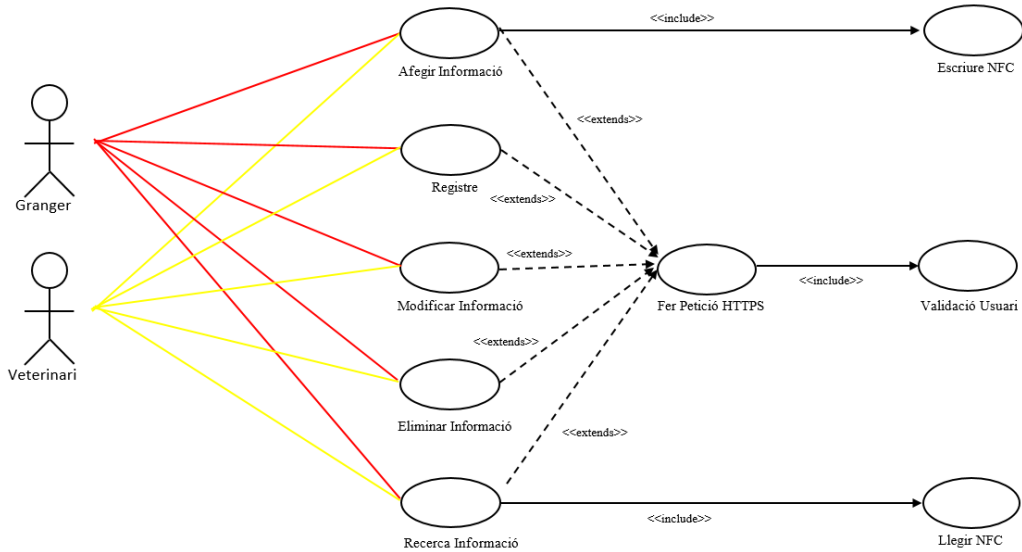 <<include>>
Afegir Informació
Escriure NFC
<<extends>>
Granger
Registre
<<extends>>
<<extends>>
Modificar Informació
Fer Petició HTTPS
<<include>>
Validació Usuari
<<extends>>
Veterinari
Eliminar Informació
<<extends>>
<<include>>
Recerca Informació
Llegir NFC